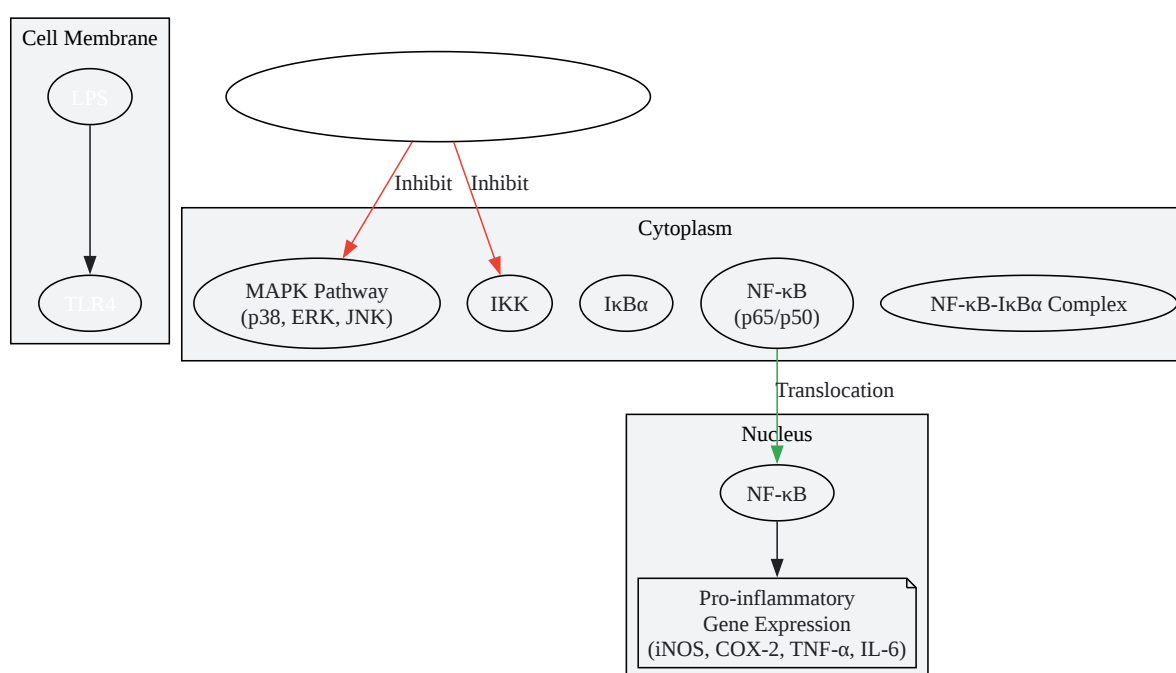 Cell Membrane
LPS
TLR4
Inhibit
Inhibit
Cytoplasm
MAPK Pathway
(p38, ERK, JNK)
IKK
IκBα
NF-κB
(p65/p50)
NF-κB-IκBα Complex
Translocation
Nucleus
NF-κB
Pro-inflammatory
Gene Expression
(iNOS, COX-2, TNF-α, IL-6)